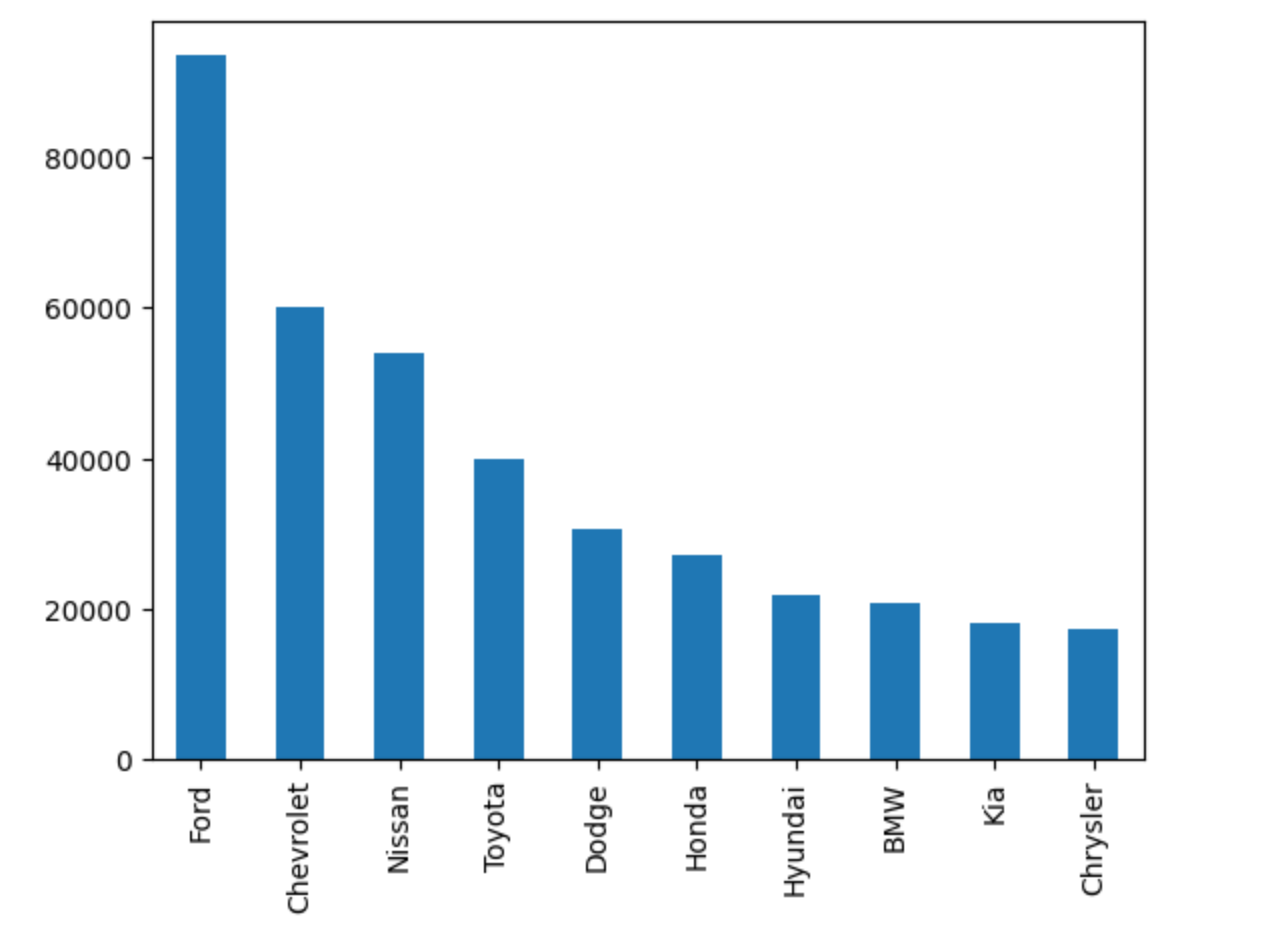 80000
60000
40000
20000
0
Ford
Chevrolet
Nissan
Toyota
Dodge
Honda
Hyundai
BMW
Kia
Chrysler